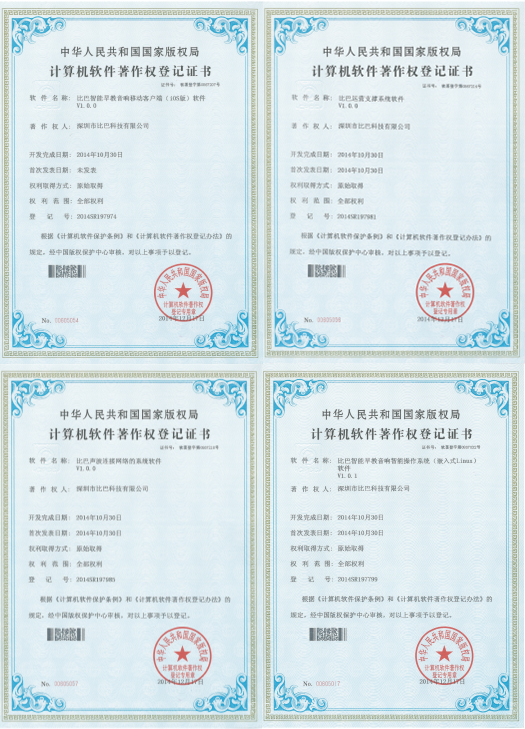 中华人民共和国国家版权局
计算机软件著作权登记证书
证书号：
软 件 名 称： 比巴智能早教音响移动客户端（IOS版）软件
V1.0.0
著 作 权 人： 深圳市比巴科技有限公司
开发完成日期： 2014年10月30日
首次发表日期： 未发表
权利取得方式： 原始取得
权 利 范 围： 全部权利
登 记 号： 2014SR197974
根据《计算机软件保护条例》和《计算机软件著作权登记办法》的
规定，经中国版权保护中心审核，对以上事项予以登记。
中华人民共和国国家版权局
计算机软件著作权
登记专用章
2014年12月17日
No.
中华人民共和国国家版权局
计算机软件著作权登记证书
证书号：
软 件 名 称： 比巴运营支撑系统软件
V1.0.0
著 作 权 人： 深圳市比巴科技有限公司
开发完成日期： 2014年10月30日
首次发表日期： 2014年10月30日
权利取得方式： 原始取得
权 利 范 围： 全部权利
登 记 号： 2014SR197981
根据《计算机软件保护条例》和《计算机软件著作权登记办法》的
规定，经中国版权保护中心审核，对以上事项予以登记。
中华人民共和国国家版权局
计算机软件著作权
登记专用章
2014年12月17日
No.
中华人民共和国国家版权局
计算机软件著作权登记证书
证书号：
软 件 名 称： 比巴声波连接网络的系统软件
V1.0.0
著 作 权 人： 深圳市比巴科技有限公司
开发完成日期： 2014年10月30日
首次发表日期： 2014年10月30日
权利取得方式： 原始取得
权 利 范 围： 全部权利
登 记 号： 2014SR197985
根据《计算机软件保护条例》和《计算机软件著作权登记办法》的
规定，经中国版权保护中心审核，对以上事项予以登记。
中华人民共和国国家版权局
计算机软件著作权
登记专用章
2014年12月17日
No.
中华人民共和国国家版权局
计算机软件著作权登记证书
证书号：
软 件 名 称： 比巴智能早教音响智能操作系统（嵌入式Linux）
软件
V1.0.1
著 作 权 人： 深圳市比巴科技有限公司
开发完成日期： 2014年10月30日
首次发表日期： 2014年10月30日
权利取得方式： 原始取得
权 利 范 围： 全部权利
登 记 号： 2014SR197799
根据《计算机软件保护条例》和《计算机软件著作权登记办法》的
规定，经中国版权保护中心审核，对以上事项予以登记。
中华人民共和国国家版权局
计算机软件著作权
登记专用章
2014年12月17日
No.